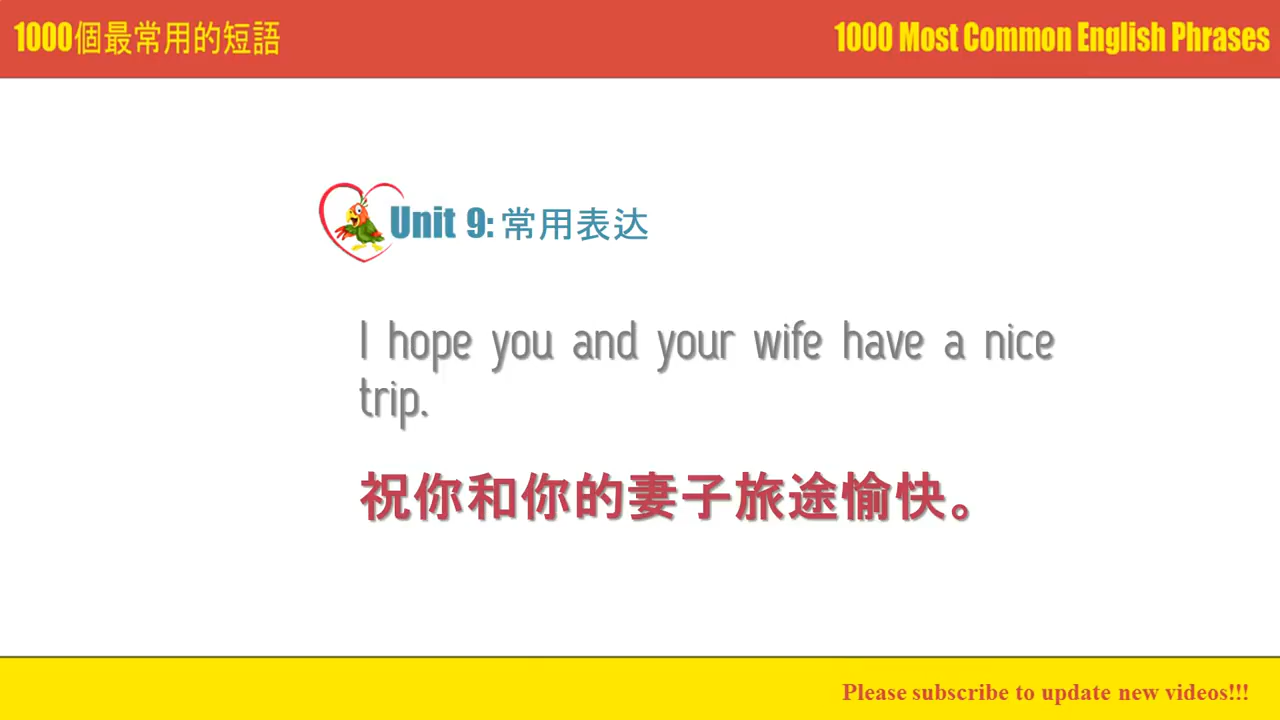 1000個最常用的短語
1000 Most Common English Phrases
Unit 9: 常用表达
I hope you and your wife have a nice
trip.
祝你和你的妻子旅途愉快。
Please subscribe to update new videos!!!